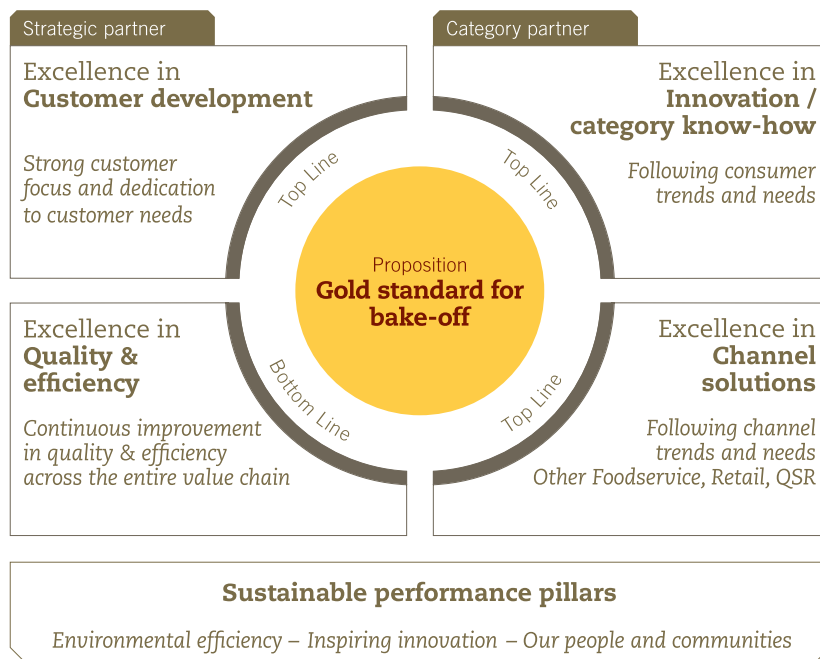 Strategic partner
Excellence in
Customer development
Strong customer
focus and dedication
to customer needs
Top Line
Category partner
Excellence in
Innovation /
category know-how
Following consumer
trends and needs
Top Line
Proposition
Gold standard for
bake-off
Excellence in
Quality &
efficiency
Continuous improvement
in quality & efficiency
across the entire value chain
Bottom Line
Excellence in
Channel
solutions
Following channel
trends and needs
Other Foodservice, Retail, QSR
Top Line
Sustainable performance pillars
Environmental efficiency – Inspiring innovation – Our people and communities